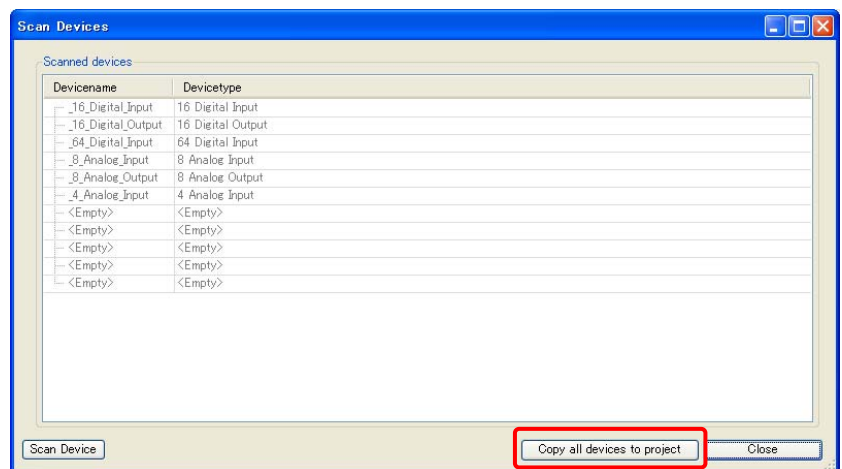 Scan Devices
Scanned devices
Devicename Devicetype
_16_Digital_Input 16 Digital Input
_16_Digital_Output 16 Digital Output
_64_Digital_Input 64 Digital Input
_8_Analog_Input 8 Analog Input
_8_Analog_Output 8 Analog Output
_4_Analog_Input 4 Analog Input
<Empty> <Empty>
<Empty> <Empty>
<Empty> <Empty>
<Empty> <Empty>
<Empty> <Empty>
Scan Device Copy all devices to project Close